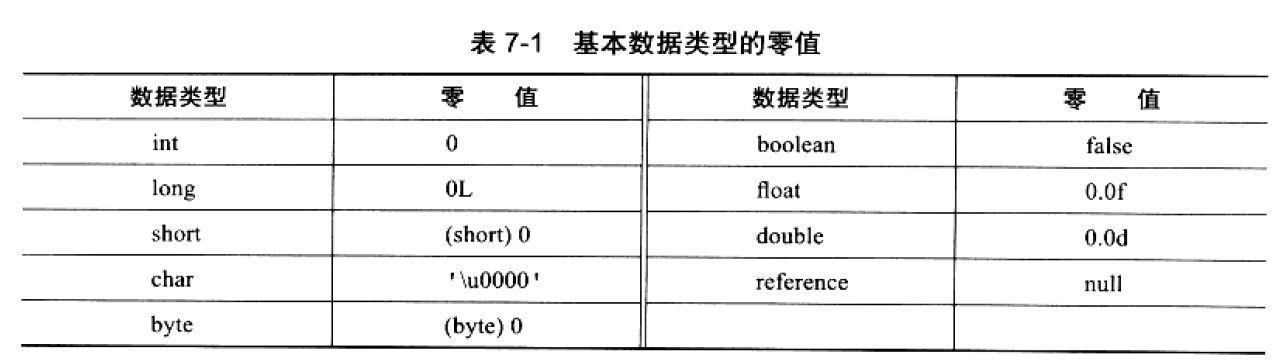 表 7-1 基本数据类型的零值
数据类型 零 值 数据类型 零 值
int 0 boolean false
long 0L float 0.0f
short (short) 0 double 0.0d
char '\u0000' reference null
byte (byte) 0